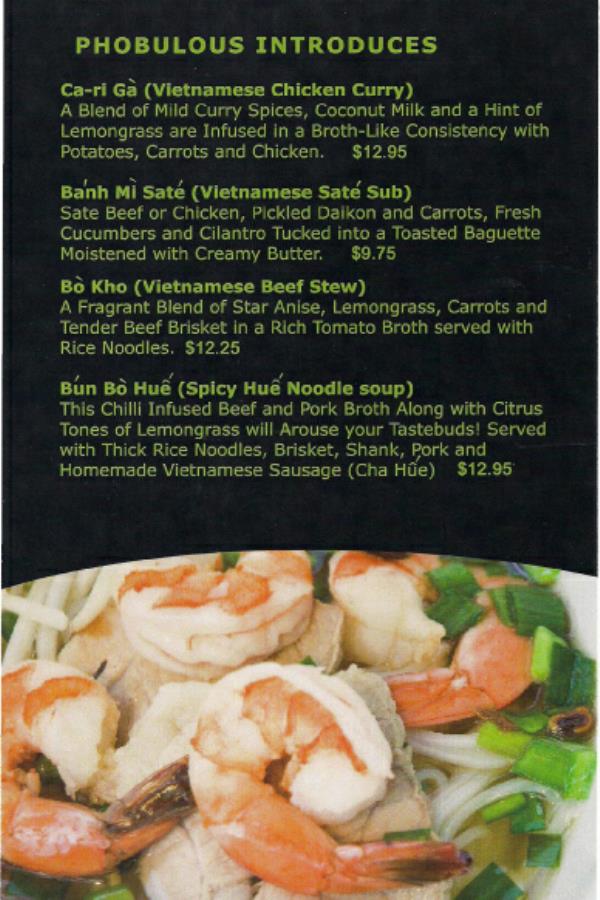 PHOBULOUS INTRODUCES
Ca-ri Gà (Vietnamese Chicken Curry)
A Blend of Mild Curry Spices, Coconut Milk and a Hint of
Lemongrass are Infused in a Broth-Like Consistency with
Potatoes, Carrots and Chicken. $12.95
Bánh Mì Saté (Vietnamese Saté Sub)
Sate Beef or Chicken, Pickled Daikon and Carrots, Fresh
Cucumbers and Cilantro Tucked into a Toasted Baguette
Moistened with Creamy Butter. $9.75
Bò Kho (Vietnamese Beef Stew)
A Fragrant Blend of Star Anise, Lemongrass, Carrots and
Tender Beef Brisket in a Rich Tomato Broth served with
Rice Noodles. $12.25
Bún Bò Huế (Spicy Huế Noodle soup)
This Chilli Infused Beef and Pork Broth Along with Citrus
Tones of Lemongrass will Arouse your Tastebuds! Served
with Thick Rice Noodles, Brisket, Shank, Pork and
Homemade Vietnamese Sausage (Cha Hűe) $12.95